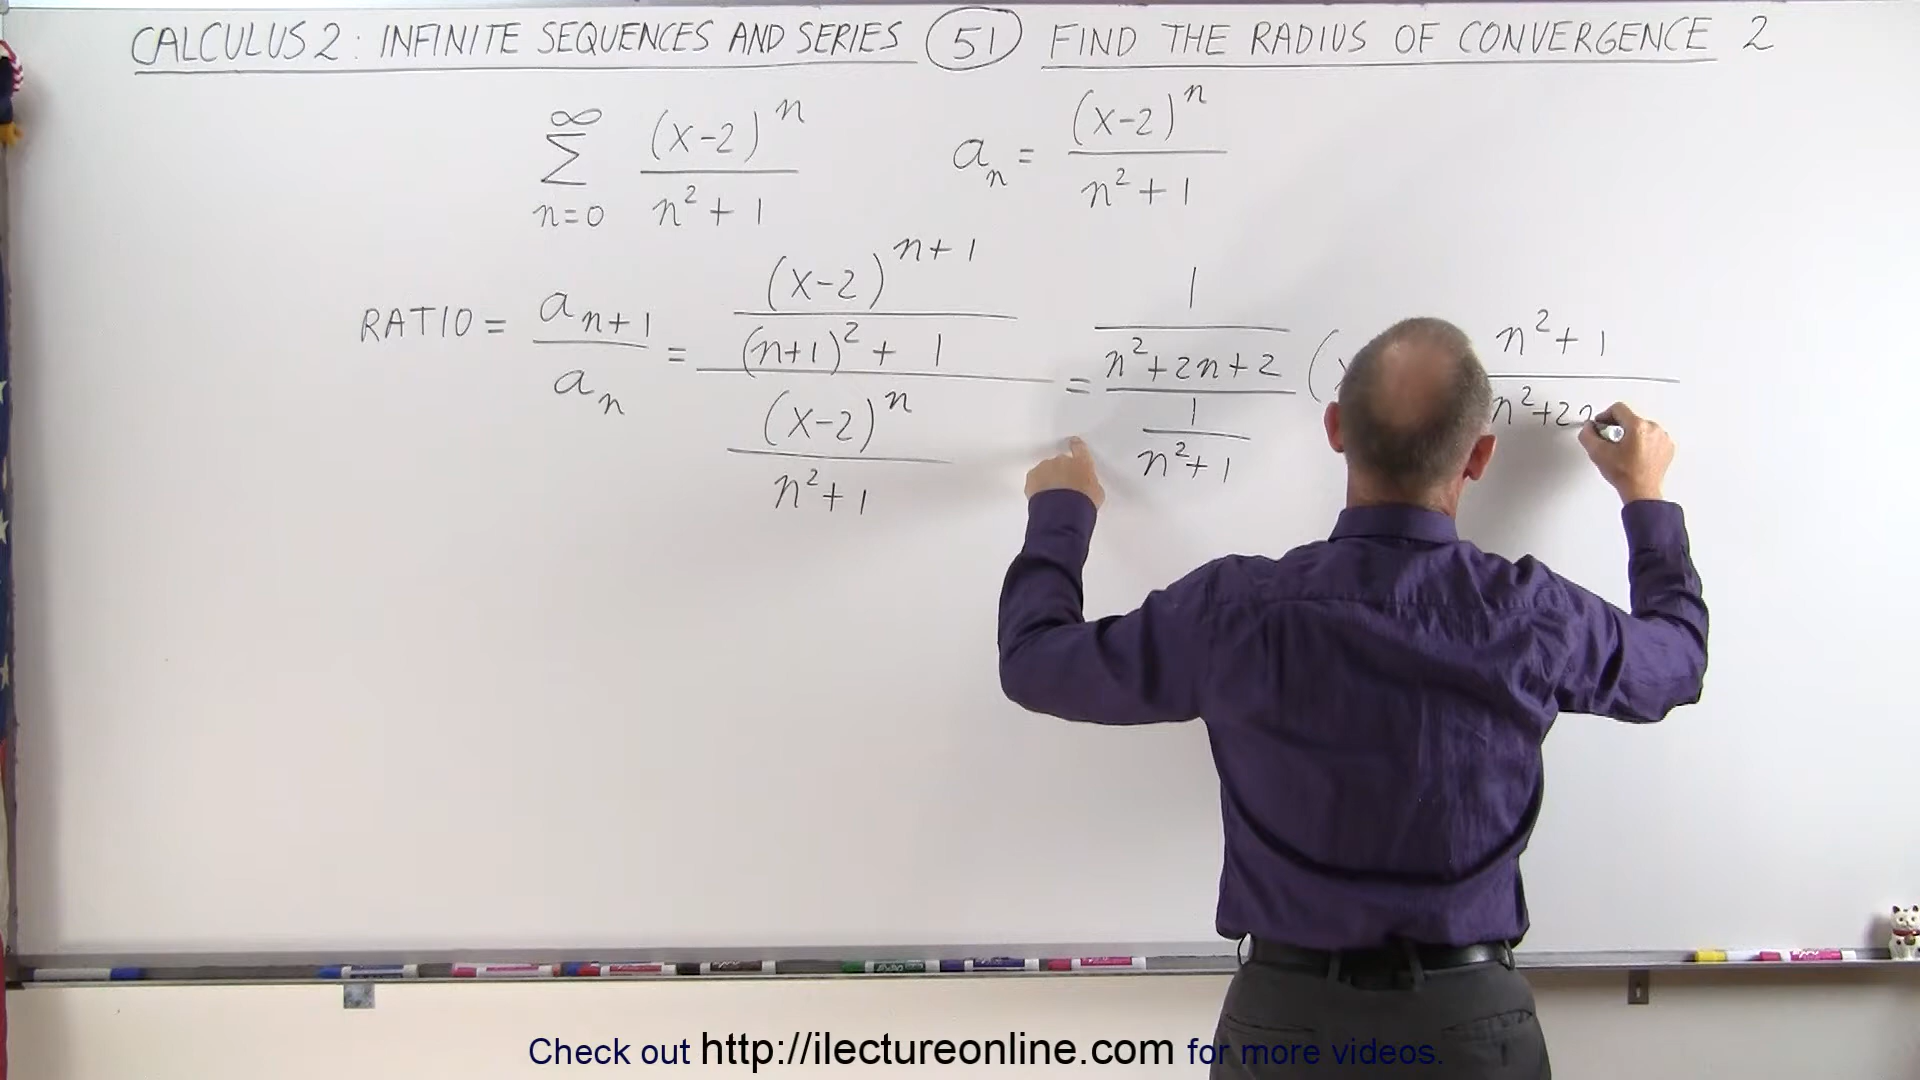 CALCULUS 2: INFINITE SEQUENCES AND SERIES 51 FIND THE RADIUS OF CONVERGENCE 2
∞
∑ (x-2)^n / (n²+1)
n=0
a_n = (x-2)^n / (n²+1)
RATIO = a_{n+1} / a_n = ((x-2)^{n+1} / ((n+1)²+1)) / ((x-2)^n / (n²+1)) = (1 / (n²+2n+2)) / (1 / (n²+1)) (x
n²+1
n²+2
Check out http://ilectureonline.com for more videos.